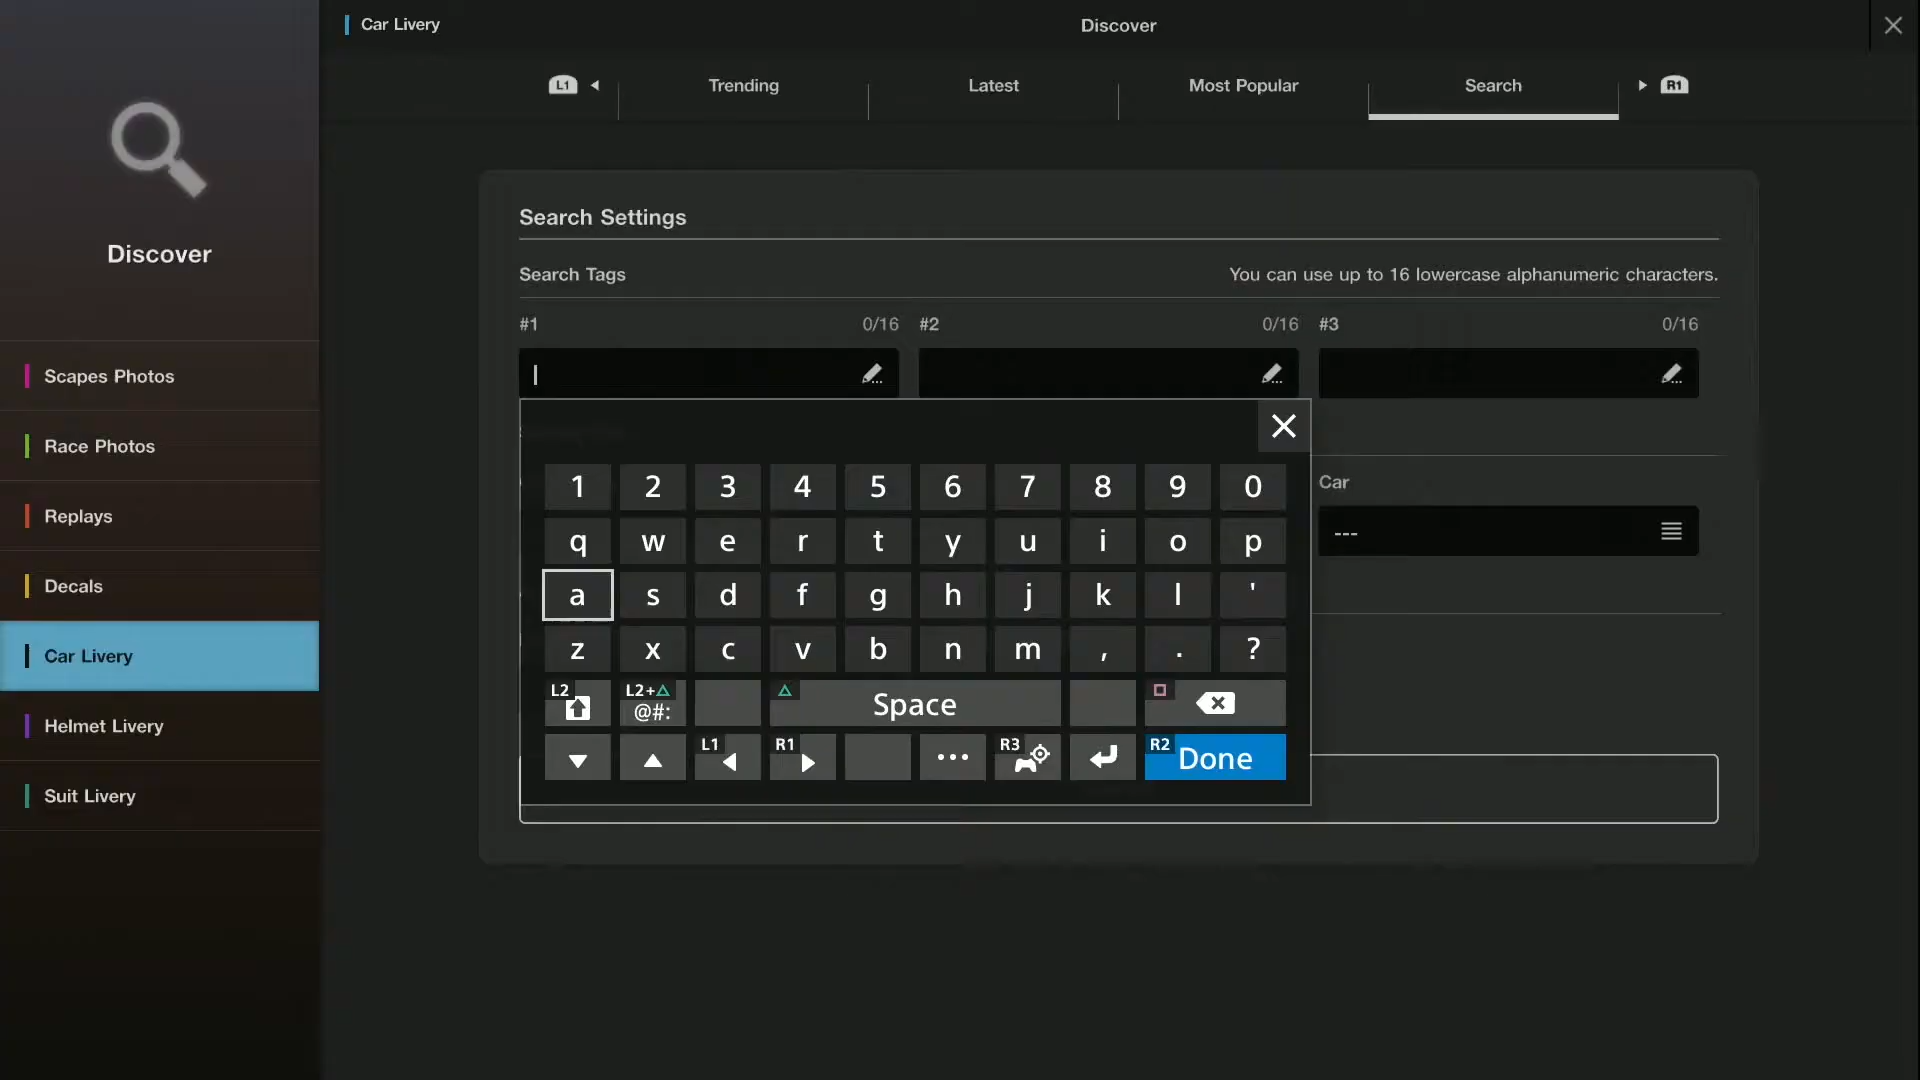 Car Livery
Discover
L1
Trending
Latest
Most Popular
Search
R1
Discover
Scapes Photos
Race Photos
Replays
Decals
Car Livery
Helmet Livery
Suit Livery
Search Settings
Search Tags
You can use up to 16 lowercase alphanumeric characters.
#1 0/16
#2 0/16
#3 0/16
Car
---
1 2 3 4 5 6 7 8 9 0
q w e r t y u i o p
a s d f g h j k l '
z x c v b n m , . ?
L2
L2+△ @#:
△ Space
L1
R1
...
R3
R2 Done